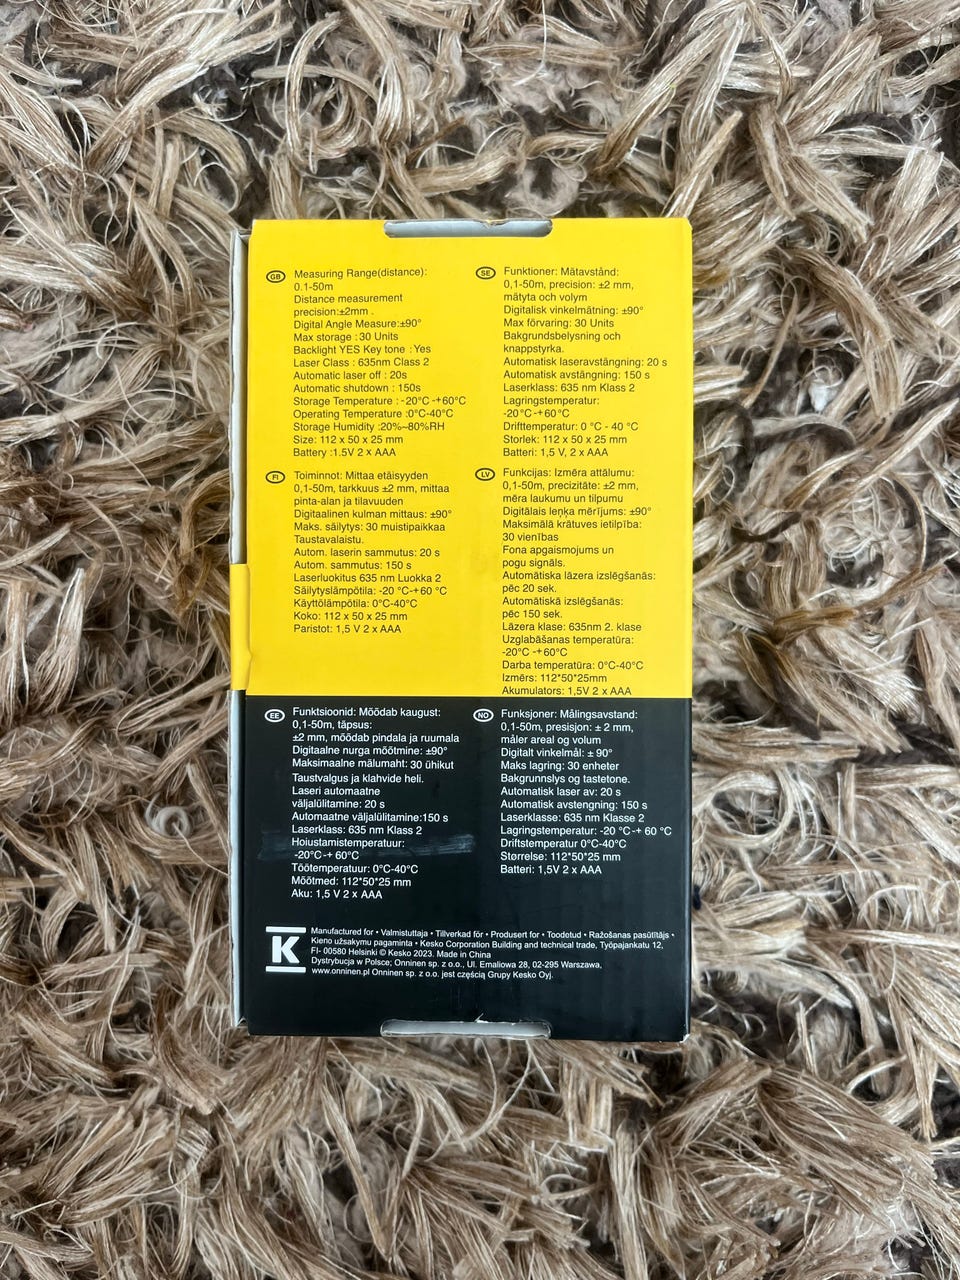 GB
Measuring Range(distance):
0.1-50m
Distance measurement
precision:±2mm .
Digital Angle Measure:±90°
Max storage :30 Units
Backlight YES Key tone :Yes
Laser Class : 635nm Class 2
Automatic laser off : 20s
Automatic shutdown : 150s
Storage Temperature :-20°C-+60°C
Operating Temperature :0°C-40°C
Storage Humidity :20%~80%RH
Size: 112 x 50 x 25 mm
Battery :1.5V 2 x AAA
SE
Funktioner: Mätavstånd:
0,1-50m, precision: ±2 mm,
mätyta och volym
Digitalisk vinkelmätning: ±90°
Max förvaring: 30 Units
Bakgrundsbelysning och
knappstyrka.
Automatisk laseravstängning: 20 s
Automatisk avstängning: 150 s
Laserklass: 635 nm Klass 2
Lagringstemperatur:
-20°C-+60°C
Drifttemperatur: 0 °C - 40 °C
Storlek: 112 x 50 x 25 mm
Batteri: 1,5 V, 2 x AAA
FI
Toiminnot: Mittaa etäisyyden
0,1-50m, tarkkuus ±2 mm, mittaa
pinta-alan ja tilavuuden
Digitaalinen kulman mittaus: ±90°
Maks. säilytys: 30 muistipaikkaa
Taustavalaistu.
Autom. laserin sammutus: 20 s
Autom. sammutus: 150 s
Laserluokitus 635 nm Luokka 2
Säilytyslämpötila: -20 °C-+60 °C
Käyttölämpötila: 0°C-40°C
Koko: 112 x 50 x 25 mm
Paristot: 1,5 V 2 x AAA
LV
Funkcijas: Izmēra attālumu:
0,1-50m, precizitāte: ±2 mm,
mēra laukumu un tilpumu
Digitālais leņķa mērījums: ±90°
Maksimālā krātuves ietilpība:
30 vienības
Fona apgaismojums un
pogu signāls.
Automātiska lāzera izslēgšanās:
pēc 20 sek.
Automātiskā izslēgšanās:
pēc 150 sek.
Lāzera klase: 635nm 2. klase
Uzglabāšanas temperatūra:
-20°C -+60°C
Darba temperatūra: 0°C-40°C
Izmērs: 112*50*25mm
Akumulators: 1,5V 2 x AAA
EE
Funktsioonid: Mõõdab kaugust:
0,1-50m, täpsus:
±2 mm, mõõdab pindala ja ruumala
Digitaalne nurga mõõtmine: ±90°
Maksimaalne mälumaht: 30 ühikut
Taustvalgus ja klahvide heli.
Laseri automaatne
väljalülitamine: 20 s
Automaatne väljalülitamine:150 s
Laserklass: 635 nm Klass 2
Hoiustamistemperatuur:
-20°C-+ 60°C
Töötemperatuur: 0°C-40°C
Mõõtmed: 112*50*25 mm
Aku: 1,5 V 2 x AAA
NO
Funksjoner: Målingsavstand:
0,1-50m, presisjon: ± 2 mm,
måler areal og volum
Digitalt vinkelmål: ± 90°
Maks lagring: 30 enheter
Bakgrunnslys og tastetone.
Automatisk laser av: 20 s
Automatisk avstengning: 150 s
Laserklasse: 635 nm Klasse 2
Lagringstemperatur: -20 °C-+ 60 °C
Driftstemperatur 0°C-40°C
Størrelse: 112*50*25 mm
Batteri: 1,5V 2 x AAA
K
Manufactured for • Valmistuttaja • Tillverkad för • Produsert for • Toodetud • Ražošanas pasūtītājs •
Kieno užsakymu pagaminta • Kesko Corporation Building and technical trade, Työpajankatu 12,
FI- 00580 Helsinki © Kesko 2023. Made in China
Dystrybucja w Polsce; Onninen sp. z o.o., Ul. Emaliowa 28, 02-295 Warszawa,
www.onninen.pl Onninen sp. z o.o. jest częścią Grupy Kesko Oyj.